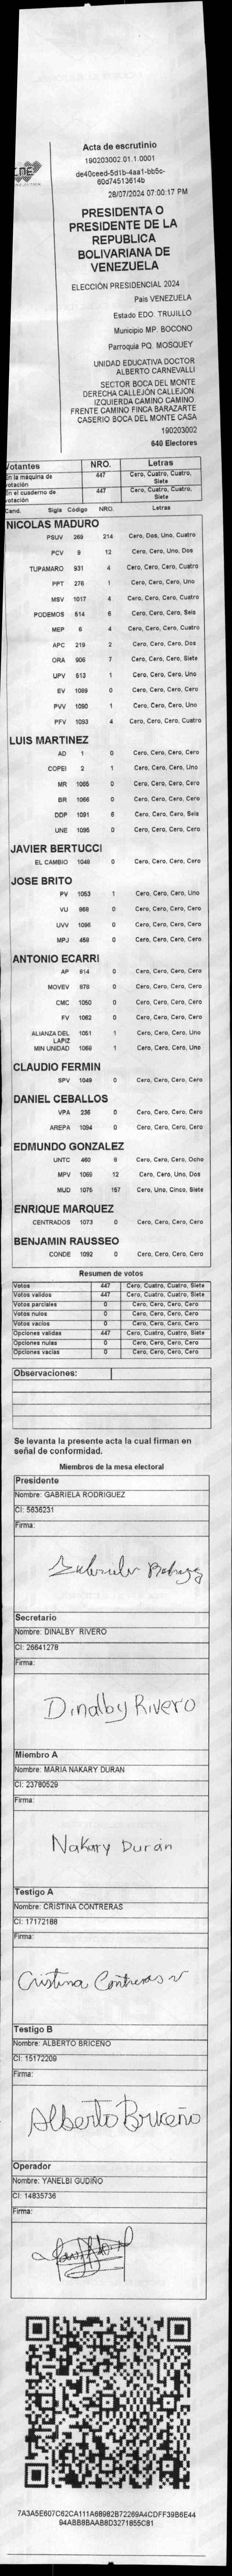 Acta de escrutinio
190203002.01.1.0001
de40ceed-5d1b-4aa1-bb5c-
60d74513614b
28/07/2024 07:00:17 PM
PRESIDENTA O
PRESIDENTE DE LA
REPUBLICA
BOLIVARIANA DE
VENEZUELA
ELECCIÓN PRESIDENCIAL 2024
Pais VENEZUELA
Estado EDO. TRUJILLO
Municipio MP. BOCONO
Parroquia PQ. MOSQUEY
UNIDAD EDUCATIVA DOCTOR
ALBERTO CARNEVALLI
SECTOR BOCA DEL MONTE
DERECHA CALLEJÓN CALLEJON.
IZQUIERDA CAMINO CAMINO
FRENTE CAMINO FINCA BARAZARTE
CASERIO BOCA DEL MONTE CASA
190203002
640 Electores
Votantes NRO. Letras
En la maquina de votación 447 Cero, Cuatro, Cuatro, Siete
En el cuaderno de votación 447 Cero, Cuatro, Cuatro, Siete
Cand. Sigla Código NRO. Letras
NICOLAS MADURO
PSUV 269 214 Cero, Dos, Uno, Cuatro
PCV 9 12 Cero, Cero, Uno, Dos
TUPAMARO 931 4 Cero, Cero, Cero, Cuatro
PPT 276 1 Cero, Cero, Cero, Uno
MSV 1017 4 Cero, Cero, Cero, Cuatro
PODEMOS 514 6 Cero, Cero, Cero, Seis
MEP 6 4 Cero, Cero, Cero, Cuatro
APC 219 2 Cero, Cero, Cero, Dos
ORA 906 7 Cero, Cero, Cero, Siete
UPV 513 1 Cero, Cero, Cero, Uno
EV 1089 0 Cero, Cero, Cero, Cero
PVV 1090 1 Cero, Cero, Cero, Uno
PFV 1093 4 Cero, Cero, Cero, Cuatro
LUIS MARTINEZ
AD 1 0 Cero, Cero, Cero, Cero
COPEI 2 1 Cero, Cero, Cero, Uno
MR 1065 0 Cero, Cero, Cero, Cero
BR 1066 0 Cero, Cero, Cero, Cero
DDP 1091 6 Cero, Cero, Cero, Seis
UNE 1095 0 Cero, Cero, Cero, Cero
JAVIER BERTUCCI
EL CAMBIO 1048 0 Cero, Cero, Cero, Cero
JOSE BRITO
PV 1053 1 Cero, Cero, Cero, Uno
VU 868 0 Cero, Cero, Cero, Cero
UVV 1096 0 Cero, Cero, Cero, Cero
MPJ 458 0 Cero, Cero, Cero, Cero
ANTONIO ECARRI
AP 814 0 Cero, Cero, Cero, Cero
MOVEV 879 0 Cero, Cero, Cero, Cero
CMC 1050 0 Cero, Cero, Cero, Cero
FV 1062 0 Cero, Cero, Cero, Cero
ALIANZA DEL LAPIZ 1051 1 Cero, Cero, Cero, Uno
MIN UNIDAD 1068 1 Cero, Cero, Cero, Uno
CLAUDIO FERMIN
SPV 1049 0 Cero, Cero, Cero, Cero
DANIEL CEBALLOS
VPA 236 0 Cero, Cero, Cero, Cero
AREPA 1094 0 Cero, Cero, Cero, Cero
EDMUNDO GONZALEZ
UNTC 460 8 Cero, Cero, Cero, Ocho
MPV 1069 12 Cero, Cero, Uno, Dos
MUD 1075 157 Cero, Uno, Cinco, Siete
ENRIQUE MARQUEZ
CENTRADOS 1073 0 Cero, Cero, Cero, Cero
BENJAMIN RAUSSEO
CONDE 1092 0 Cero, Cero, Cero, Cero
Resumen de votos
Votos 447 Cero, Cuatro, Cuatro, Siete
Votos validos 447 Cero, Cuatro, Cuatro, Siete
Votos parciales 0 Cero, Cero, Cero, Cero
Votos nulos 0 Cero, Cero, Cero, Cero
Votos vacios 0 Cero, Cero, Cero, Cero
Opciones validas 447 Cero, Cuatro, Cuatro, Siete
Opciones nulas 0 Cero, Cero, Cero, Cero
Opciones vacias 0 Cero, Cero, Cero, Cero
Observaciones:
Se levanta la presente acta la cual firman en
señal de conformidad.
Miembros de la mesa electoral
Presidente
Nombre: GABRIELA RODRIGUEZ
CI: 5636231
Firma:
Secretario
Nombre: DINALBY RIVERO
CI: 26641278
Firma:
Dinalby Rivero
Miembro A
Nombre: MARIA NAKARY DURAN
CI: 23780529
Firma:
Nakary Durán
Testigo A
Nombre: CRISTINA CONTRERAS
CI: 17172188
Firma:
Cristina Contreras
Testigo B
Nombre: ALBERTO BRICEÑO
CI: 15172209
Firma:
Alberto Briceño
Operador
Nombre: YANELBI GUDIÑO
CI: 14835736
Firma:
7A3A5E607C62CA111A68982B72269A4CDFF39B6E44
94ABB8BAAB8D3271855C81